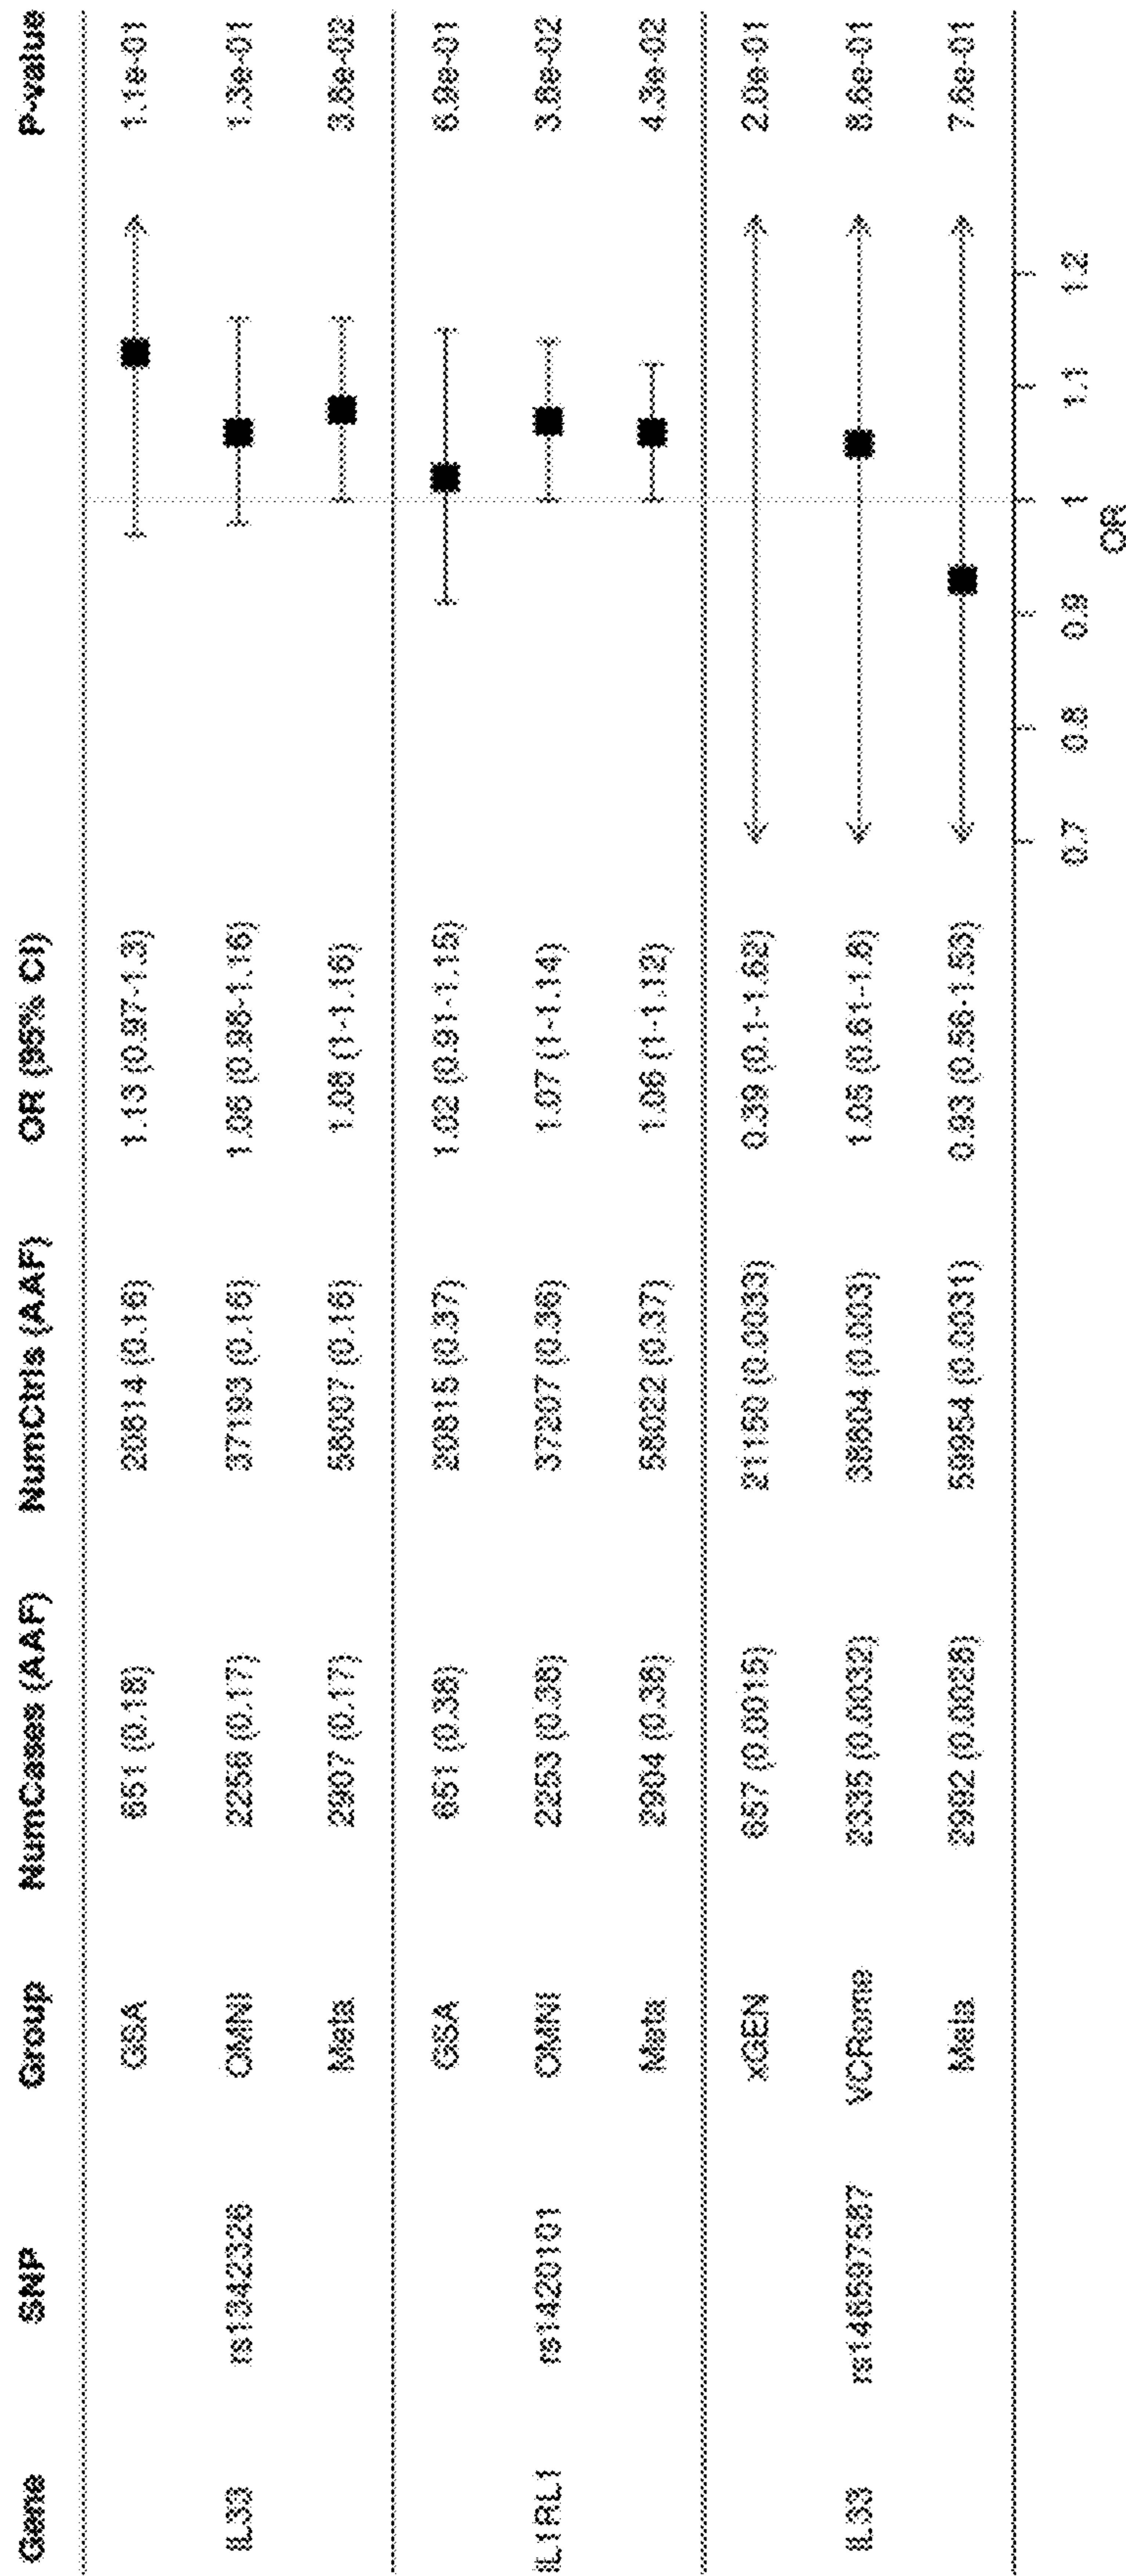 Gene SNP Group NumCases (AAF) NumCtrls (AAF) OR (95% CI) P-value
GSA 651 (0.18) 20814 (0.16) 1.13 (0.97-1.3) 1.1e-01
IL33 rs1342326 OMNI 2256 (0.17) 37193 (0.16) 1.06 (0.98-1.16) 1.3e-01
Meta 2907 (0.17) 58007 (0.16) 1.08 (1-1.16) 3.6e-02
GSA 651 (0.38) 20815 (0.37) 1.02 (0.91-1.15) 6.9e-01
IL1RL1 rs1420101 OMNI 2253 (0.38) 37207 (0.36) 1.07 (1-1.14) 3.8e-02
Meta 2904 (0.38) 58022 (0.37) 1.06 (1-1.12) 4.3e-02
xGEN 657 (0.0015) 21150 (0.0033) 0.39 (0.1-1.62) 2.0e-01
IL33 rs146597587 VCRome 2335 (0.0032) 38804 (0.003) 1.05 (0.61-1.8) 8.6e-01
Meta 2992 (0.0028) 59954 (0.0031) 0.93 (0.56-1.53) 7.6e-01
0.7 0.8 0.9 1 1.1 1.2
OR